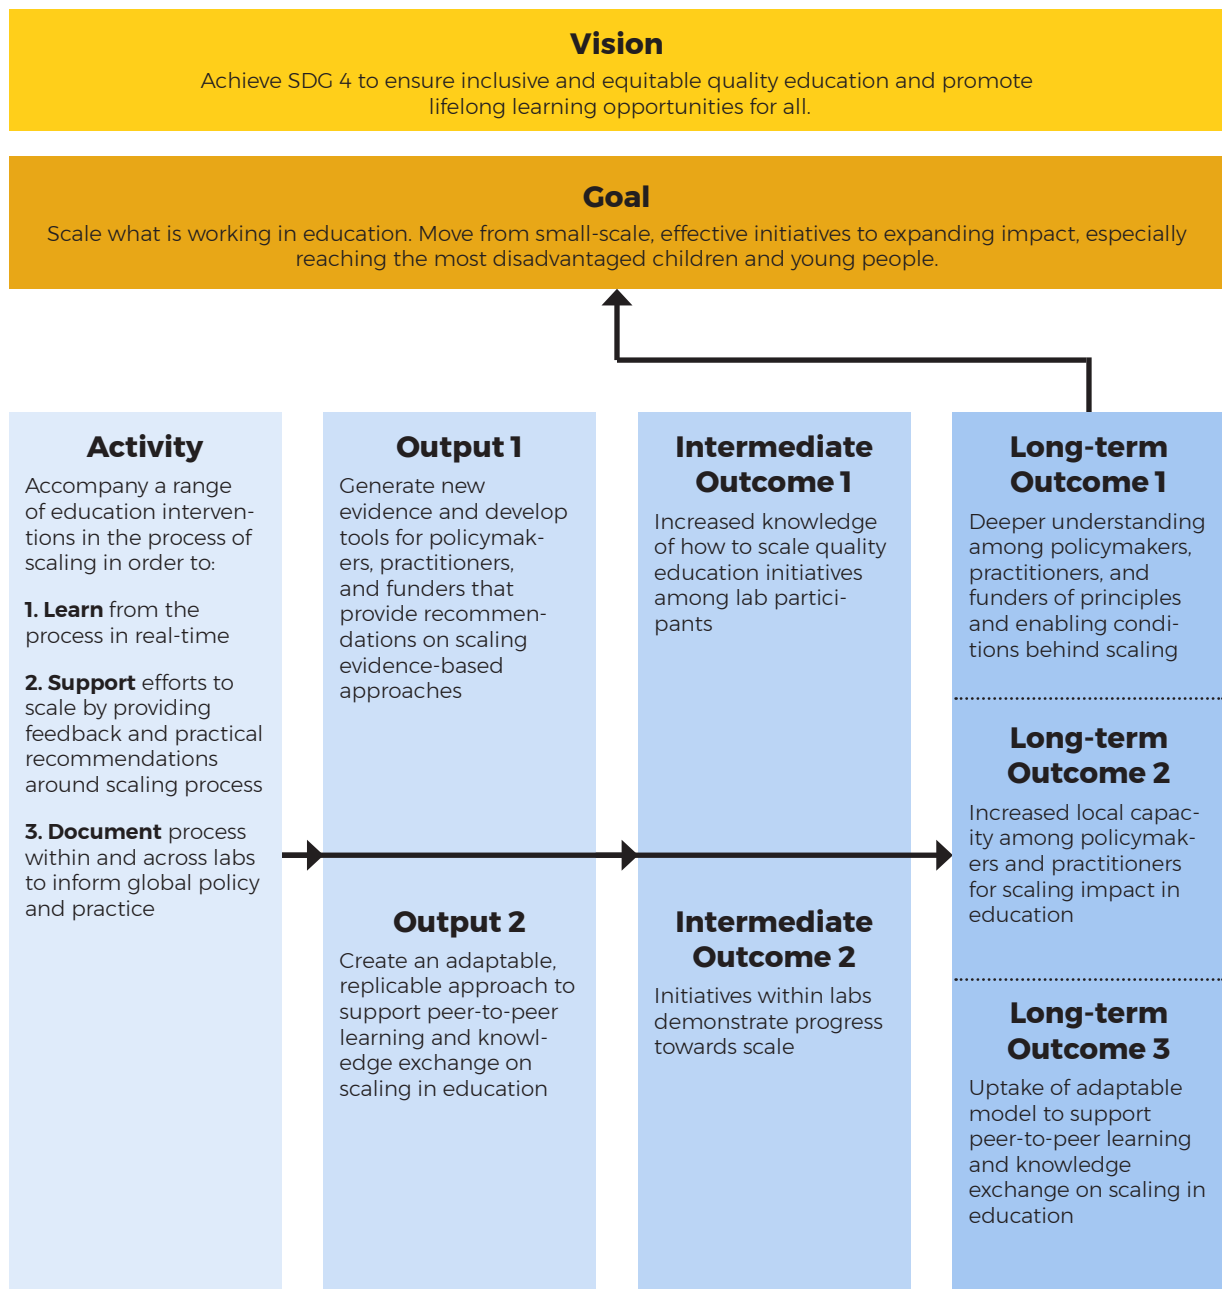 Vision
Achieve SDG 4 to ensure inclusive and equitable quality education and promote
lifelong learning opportunities for all.
Goal
Scale what is working in education. Move from small-scale, effective initiatives to expanding impact, especially
reaching the most disadvantaged children and young people.
Activity
Accompany a range
of education interven-
tions in the process of
scaling in order to:
1. Learn from the
process in real-time
2. Support efforts to
scale by providing
feedback and practical
recommendations
around scaling process
3. Document process
within and across labs
to inform global policy
and practice
Output 1
Generate new
evidence and develop
tools for policymak-
ers, practitioners,
and funders that
provide recommen-
dations on scaling
evidence-based
approaches
Output 2
Create an adaptable,
replicable approach to
support peer-to-peer
learning and knowl-
edge exchange on
scaling in education
Intermediate
Outcome 1
Increased knowledge
of how to scale quality
education initiatives
among lab partici-
pants
Intermediate
Outcome 2
Initiatives within labs
demonstrate progress
towards scale
Long-term
Outcome 1
Deeper understanding
among policymakers,
practitioners, and
funders of principles
and enabling condi-
tions behind scaling
Long-term
Outcome 2
Increased local capac-
ity among policymak-
ers and practitioners
for scaling impact in
education
Long-term
Outcome 3
Uptake of adaptable
model to support
peer-to-peer learning
and knowledge
exchange on scaling in
education